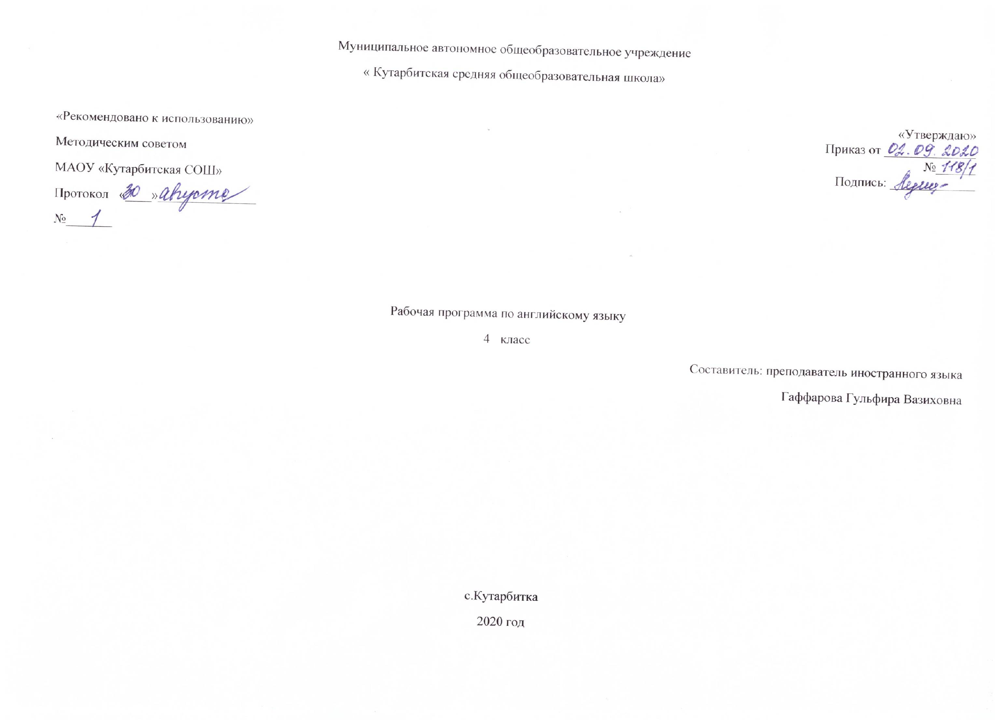 Муниципальное автономное общеобразовательное учреждение
« Кутарбитская средняя общеобразовательная школа»
«Рекомендовано к использованию»
Методическим советом
МАОУ «Кутарбитская СОШ»
Протокол «30»августа
№ 1
«Утверждаю»
Приказ от 02.09.2020
№ 118/1
Подпись:
Рабочая программа по английскому языку
4 класс
Составитель: преподаватель иностранного языка
Гаффарова Гульфира Вазиховна
с.Кутарбитка
2020 год